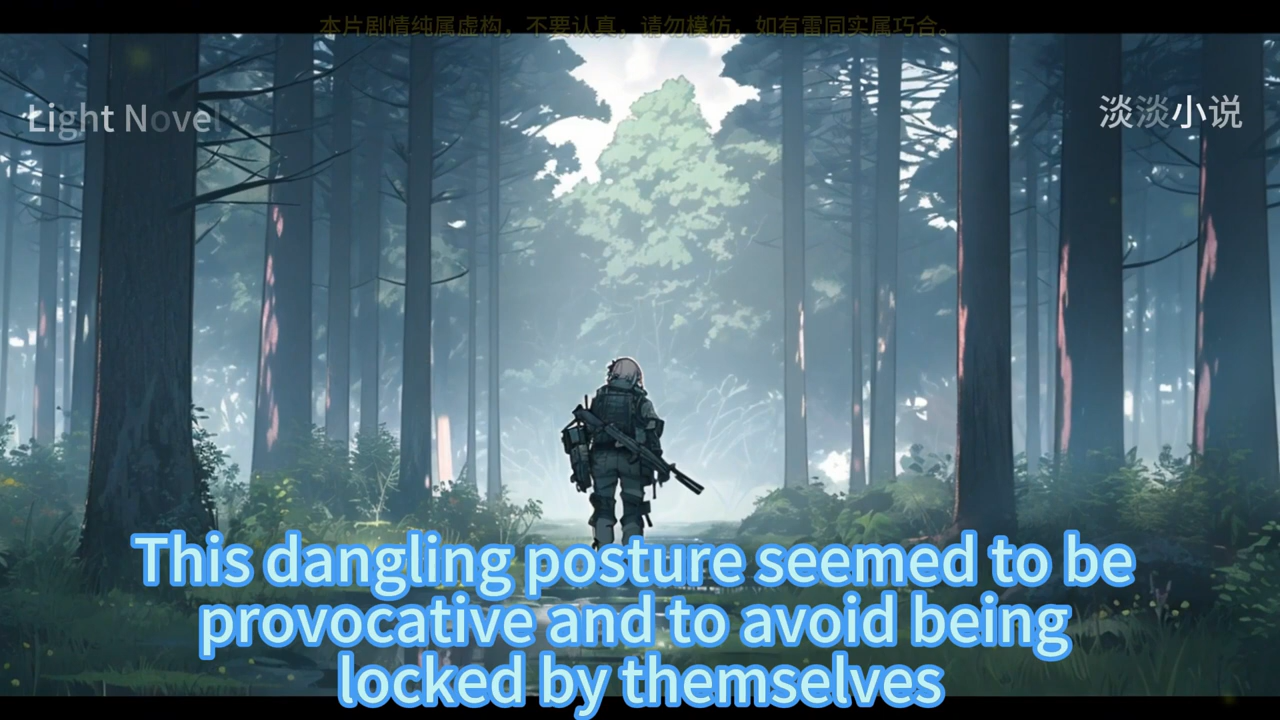 本片剧情纯属虚构，不要认真，请勿模仿，如有雷同实属巧合。
Light Novel
淡淡小说
This dangling posture seemed to be
provocative and to avoid being
locked by themselves